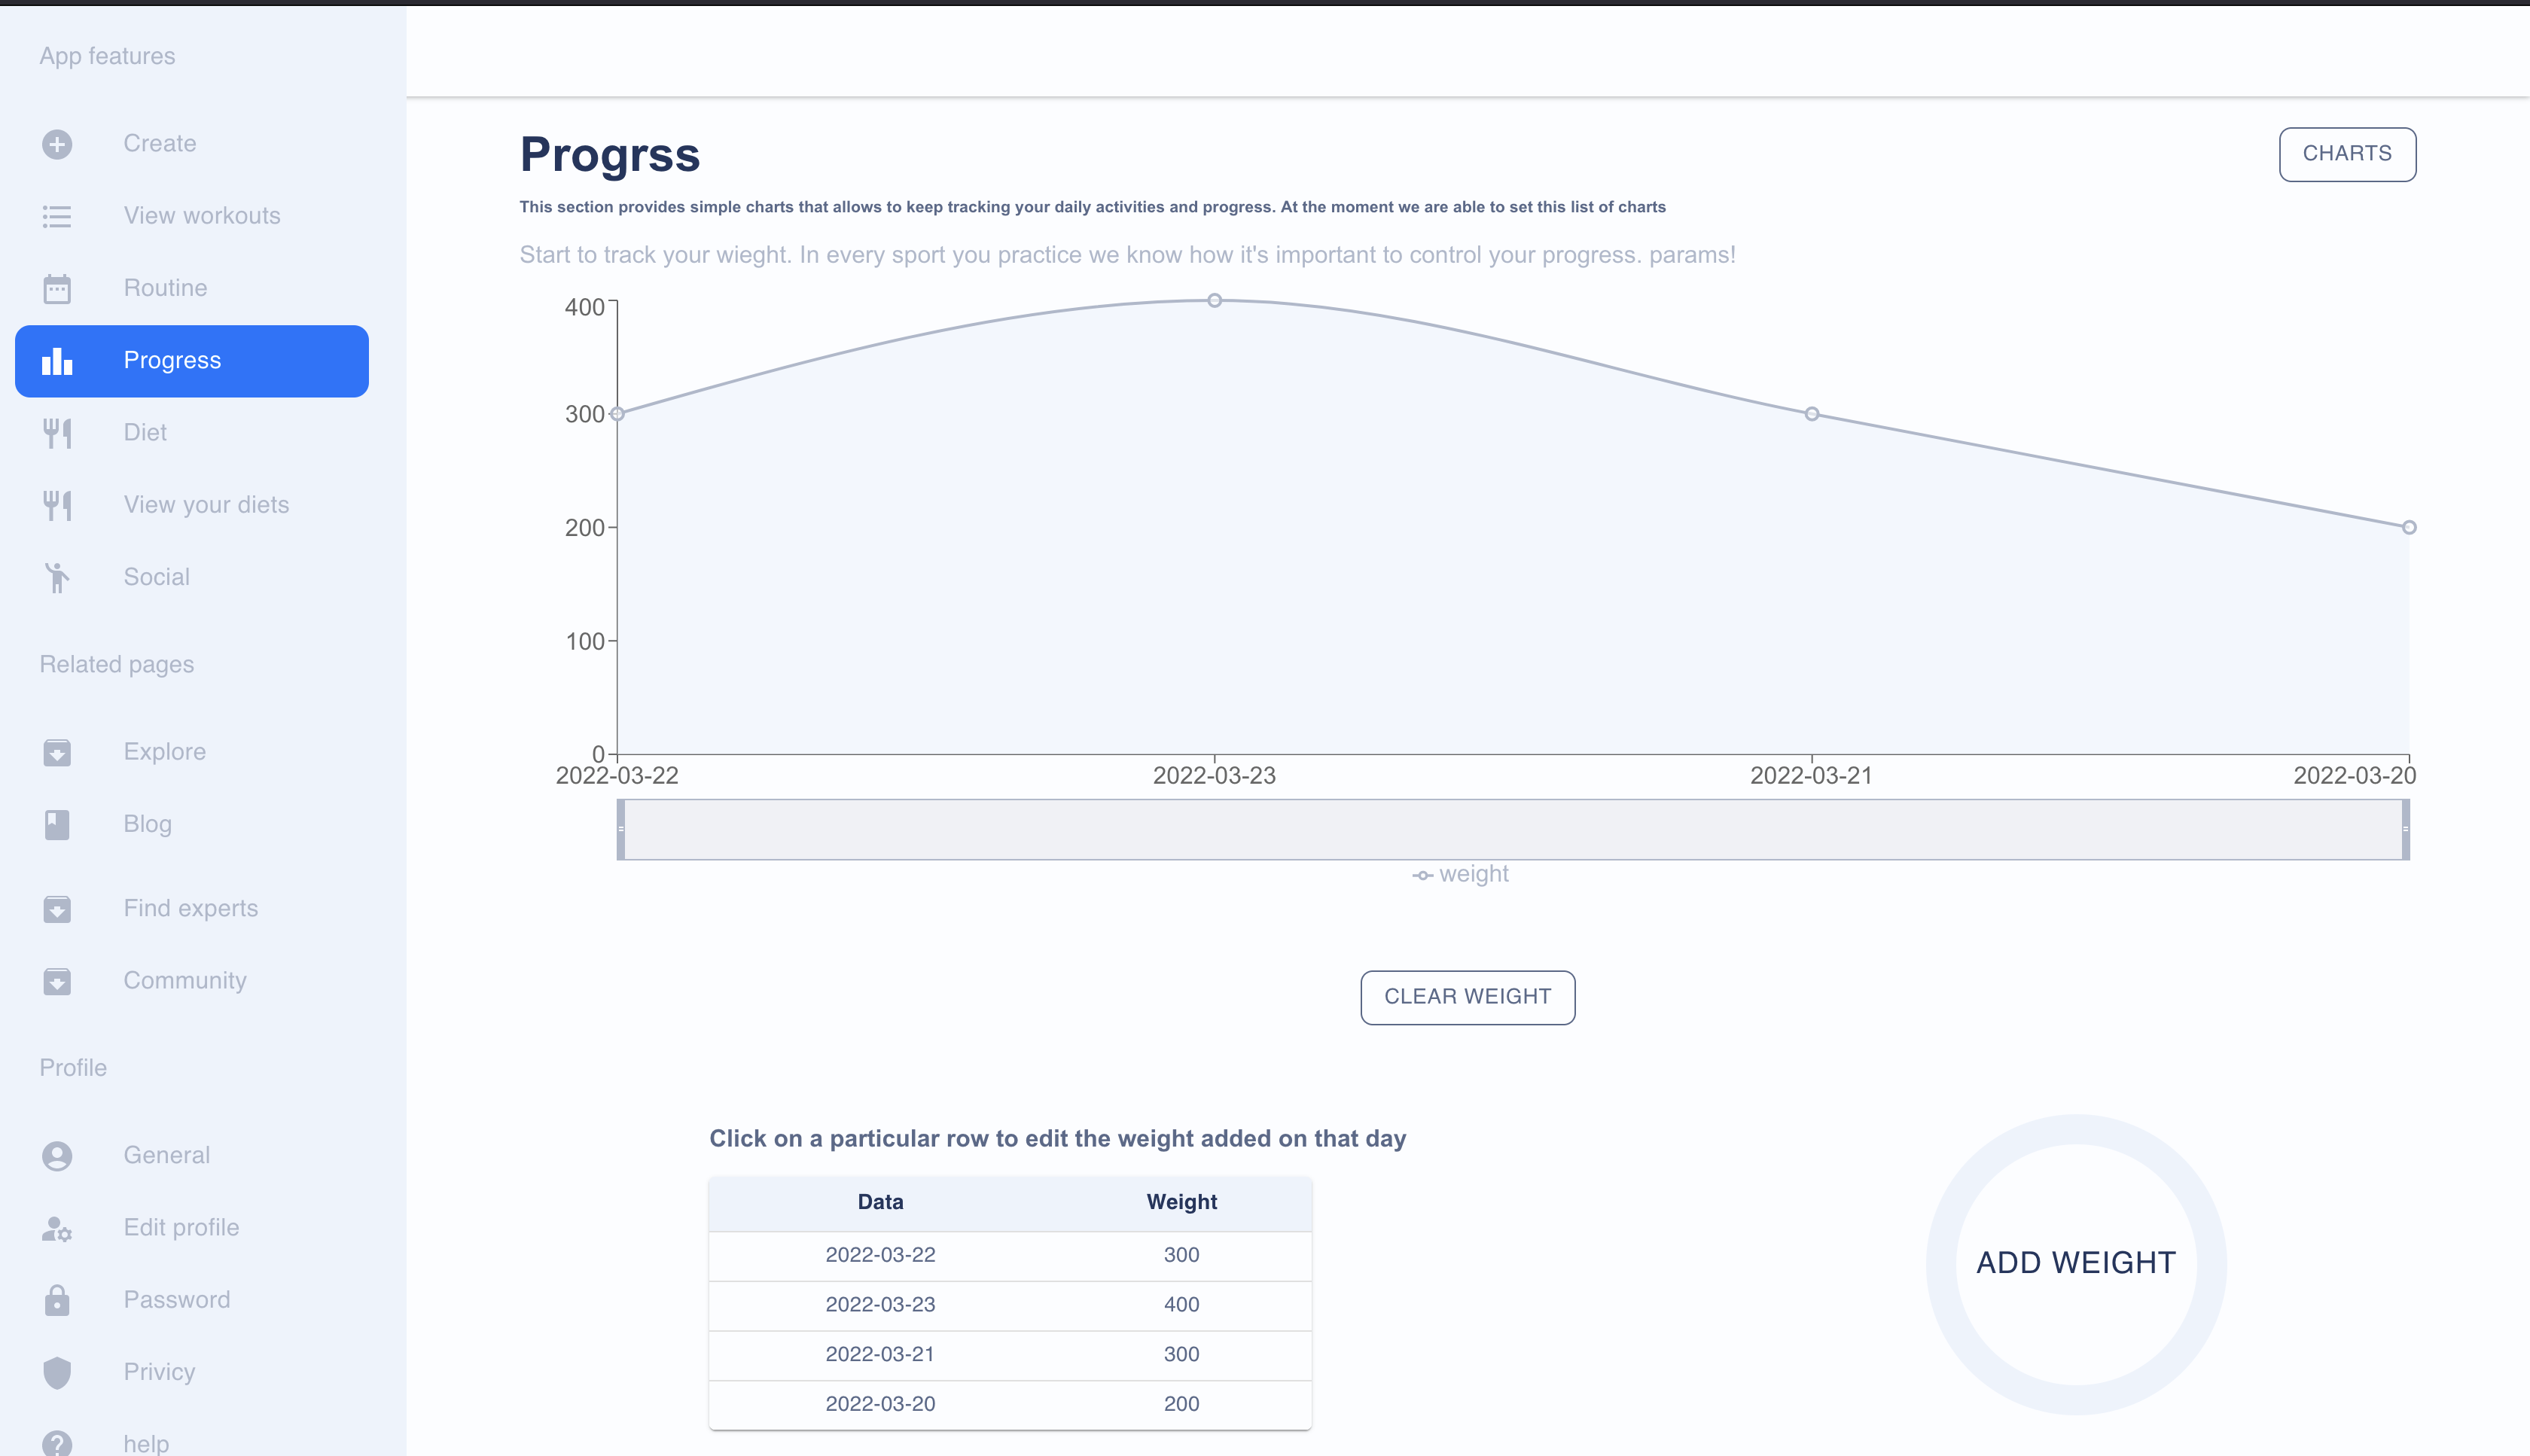 App features
Create
View workouts
Routine
Progress
Diet
View your diets
Social
Related pages
Explore
Blog
Find experts
Community
Profile
General
Edit profile
Password
Privicy
help
Progrss
CHARTS
This section provides simple charts that allows to keep tracking your daily activities and progress. At the moment we are able to set this list of charts
Start to track your wieght. In every sport you practice we know how it's important to control your progress. params!
400
300
200
100
0
2022-03-22 2022-03-23 2022-03-21 2022-03-20
weight
CLEAR WEIGHT
Click on a particular row to edit the weight added on that day
Data Weight
2022-03-22 300
2022-03-23 400
2022-03-21 300
2022-03-20 200
ADD WEIGHT